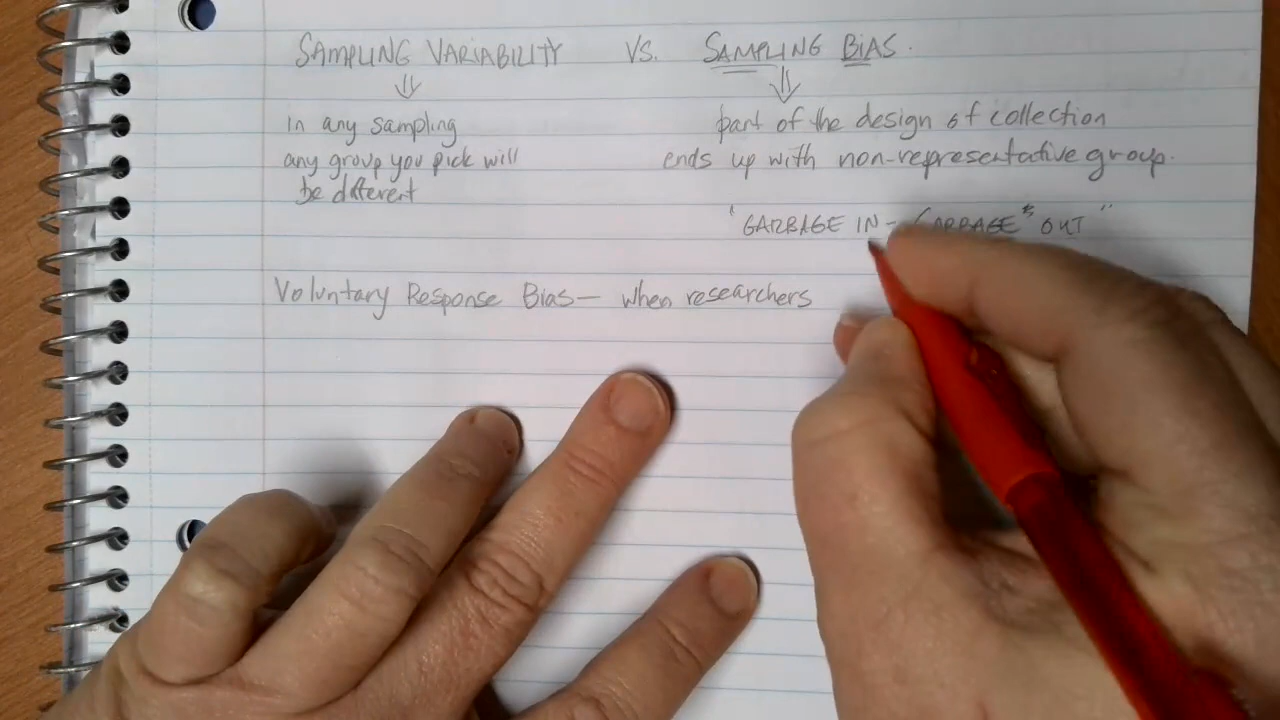 SAMPLING VARIABILITY VS. SAMPLING BIAS.
⇓ ⇓
in any sampling
any group you pick will
be different
part of the design of collection
ends up with non-representative group.
"GARBAGE IN - GARBAGE* OUT"
Voluntary Response Bias — when researchers